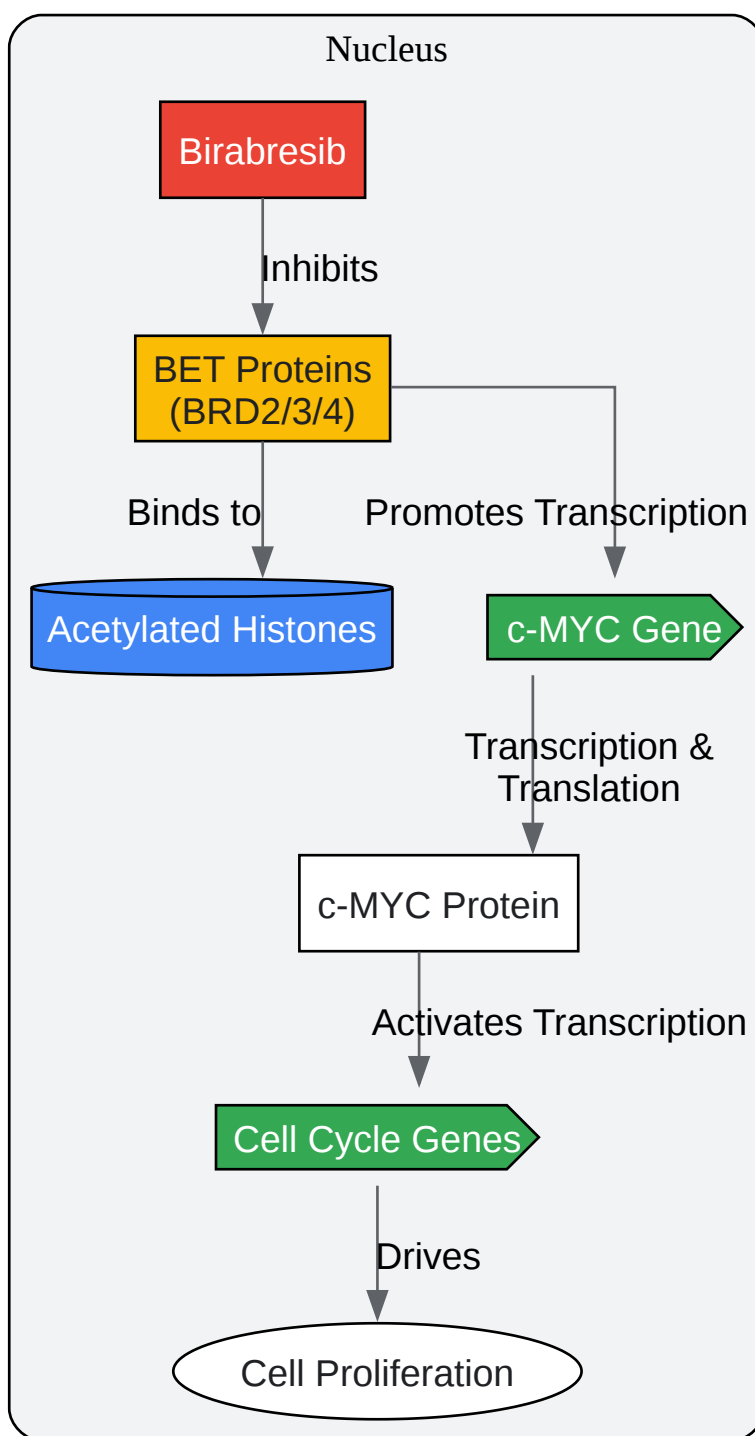 Nucleus
Birabresib
Inhibits
BET Proteins
(BRD2/3/4)
Binds to
Promotes Transcription
Acetylated Histones
c-MYC Gene
Transcription &
Translation
c-MYC Protein
Activates Transcription
Cell Cycle Genes
Drives
Cell Proliferation